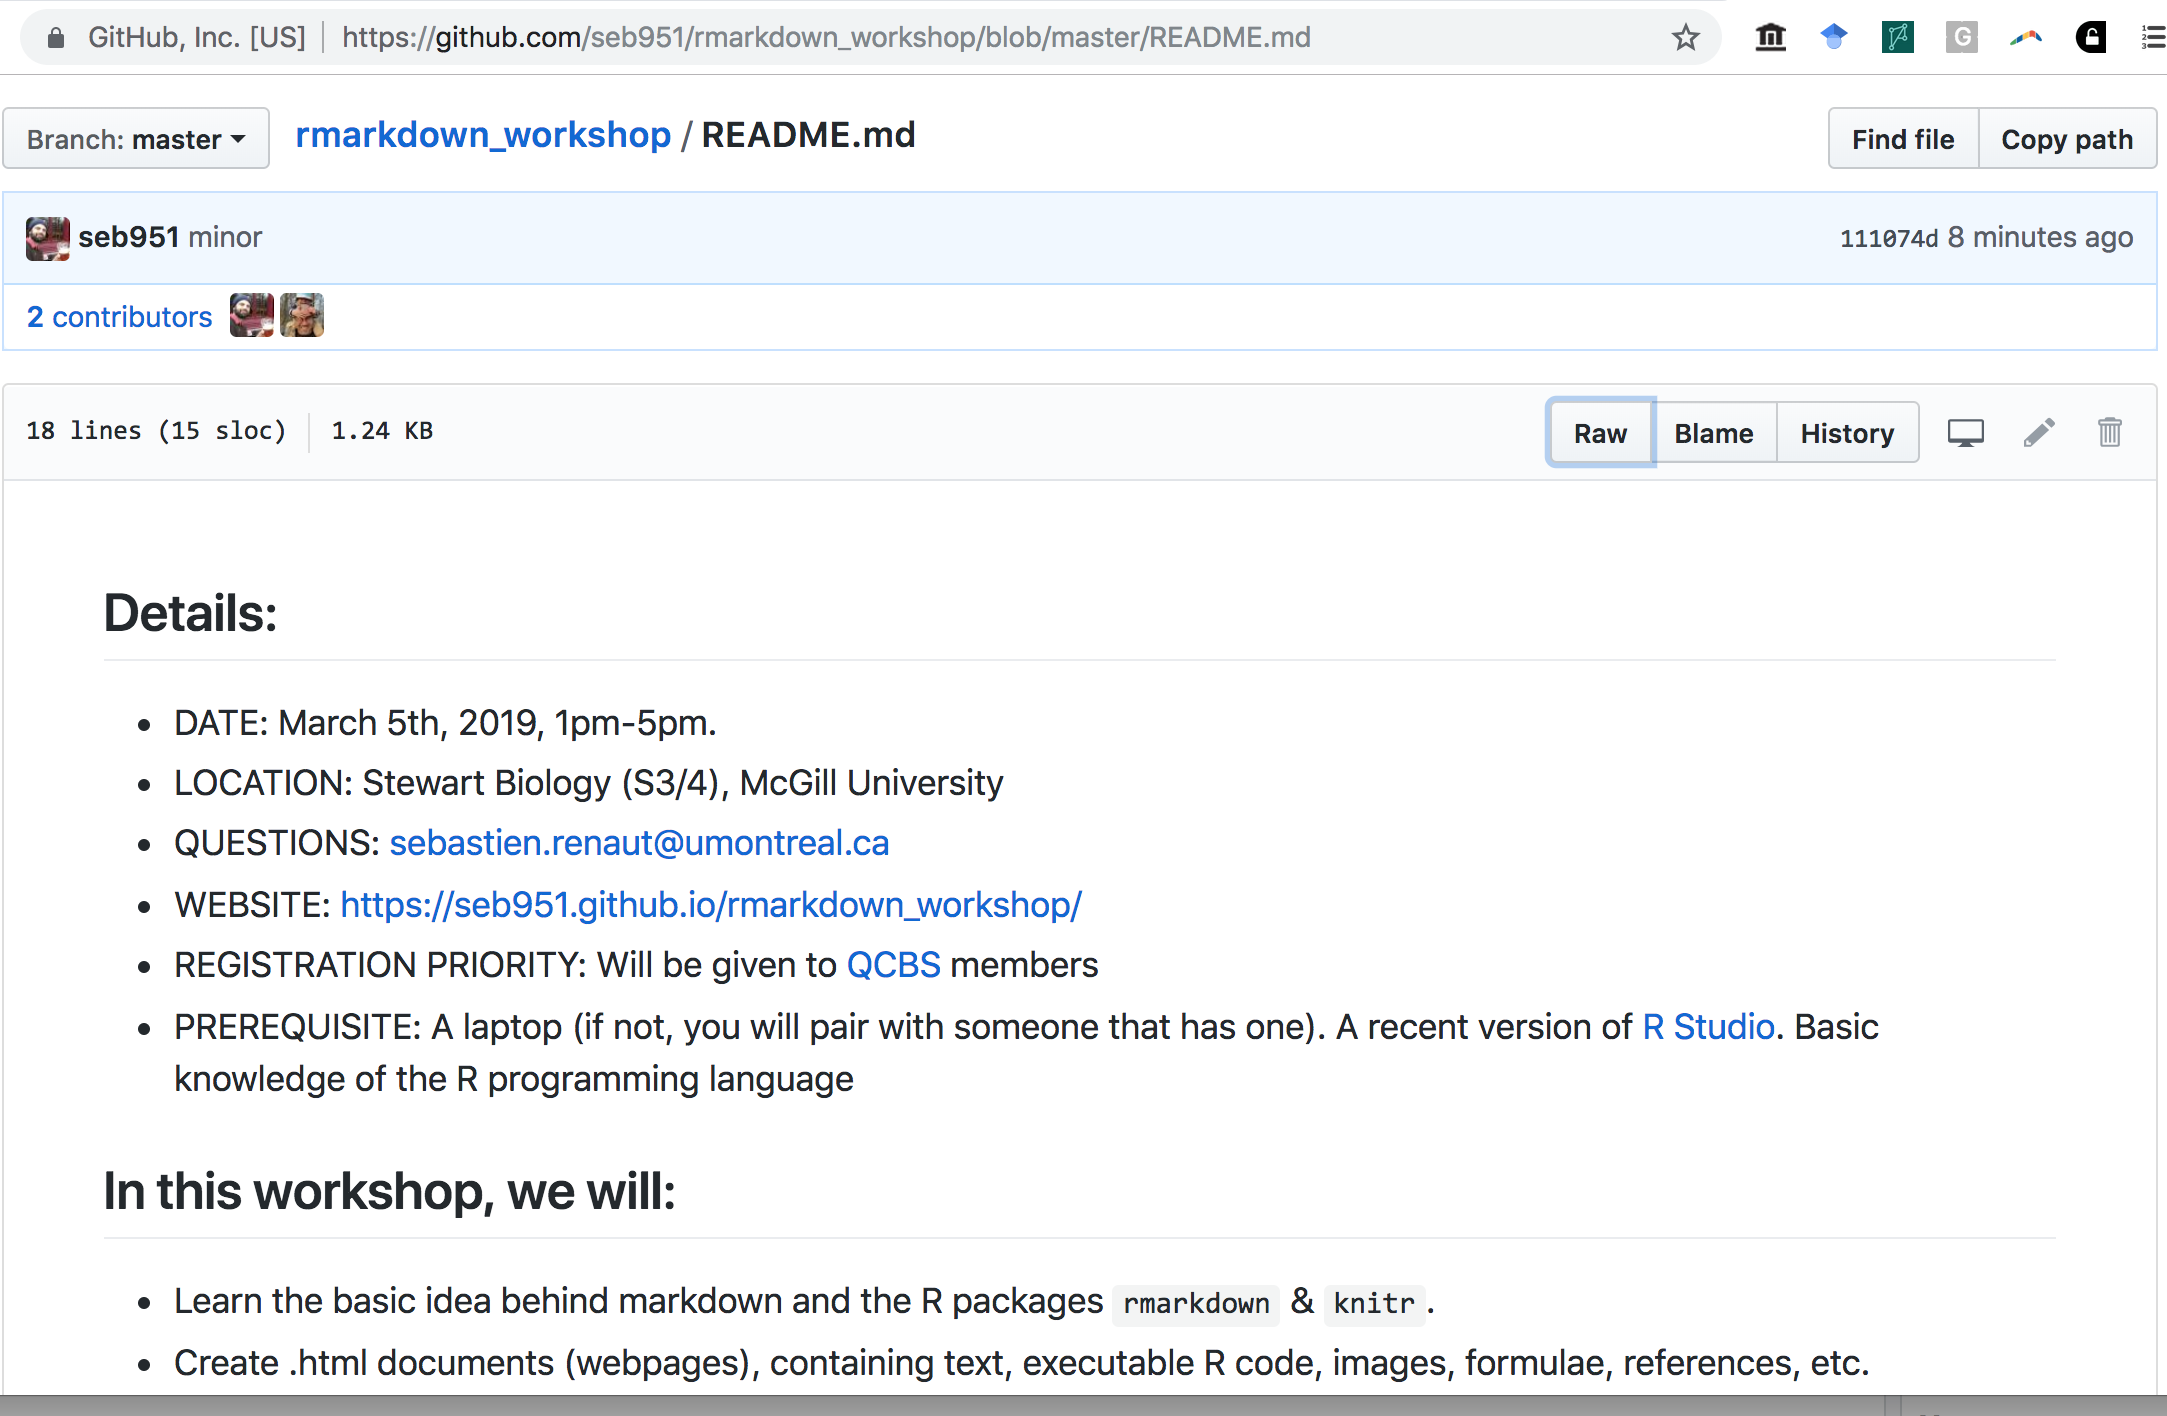 GitHub, Inc. [US] https://github.com/seb951/rmarkdown_workshop/blob/master/README.md
G
Branch: master rmarkdown_workshop / README.md Find file Copy path
seb951 minor 111074d 8 minutes ago
2 contributors
18 lines (15 sloc) 1.24 KB Raw Blame History
Details:
• DATE: March 5th, 2019, 1pm-5pm.
• LOCATION: Stewart Biology (S3/4), McGill University
• QUESTIONS: sebastien.renaut@umontreal.ca
• WEBSITE: https://seb951.github.io/rmarkdown_workshop/
• REGISTRATION PRIORITY: Will be given to QCBS members
• PREREQUISITE: A laptop (if not, you will pair with someone that has one). A recent version of R Studio. Basic
knowledge of the R programming language
In this workshop, we will:
• Learn the basic idea behind markdown and the R packages rmarkdown & knitr.
• Create .html documents (webpages), containing text, executable R code, images, formulae, references, etc.